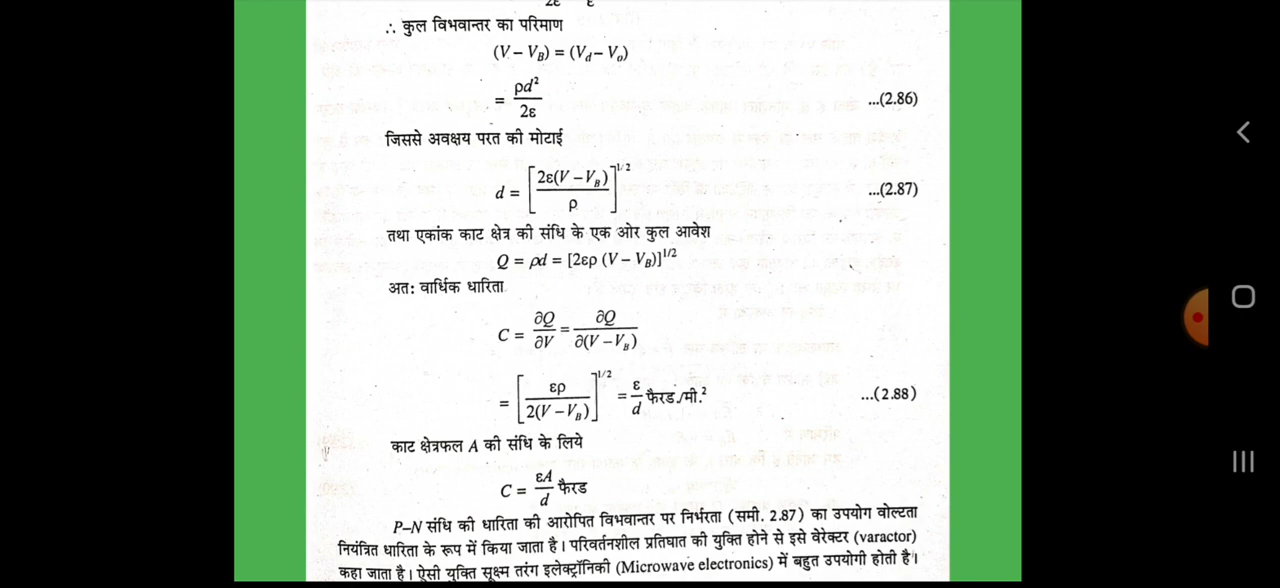 2ε ε
∴ कुल विभवान्तर का परिमाण
(V – V_B) = (V_d – V_o)
= ρd² / 2ε ...(2.86)
जिससे अवक्षय परत की मोटाई
d = [2ε(V – V_B) / ρ]^1/2 ...(2.87)
तथा एकांक काट क्षेत्र की संधि के एक ओर कुल आवेश
Q = ρd = [2ερ (V – V_B)]^1/2
अत: वार्धिक धारिता
C = ∂Q / ∂V = ∂Q / ∂(V – V_B)
= [ερ / 2(V – V_B)]^1/2 = ε / d फैरड./मी.² ...(2.88)
काट क्षेत्रफल A की संधि के लिये
C = εA / d फैरड
P–N संधि की धारिता की आरोपित विभवान्तर पर निर्भरता (समी. 2.87) का उपयोग वोल्टता
नियंत्रित धारिता के रूप में किया जाता है। परिवर्तनशील प्रतिघात की युक्ति होने से इसे वेरेक्टर (varactor)
कहा जाता है। ऐसी युक्ति सूक्ष्म तरंग इलेक्ट्रॉनिकी (Microwave electronics) में बहुत उपयोगी होती है।